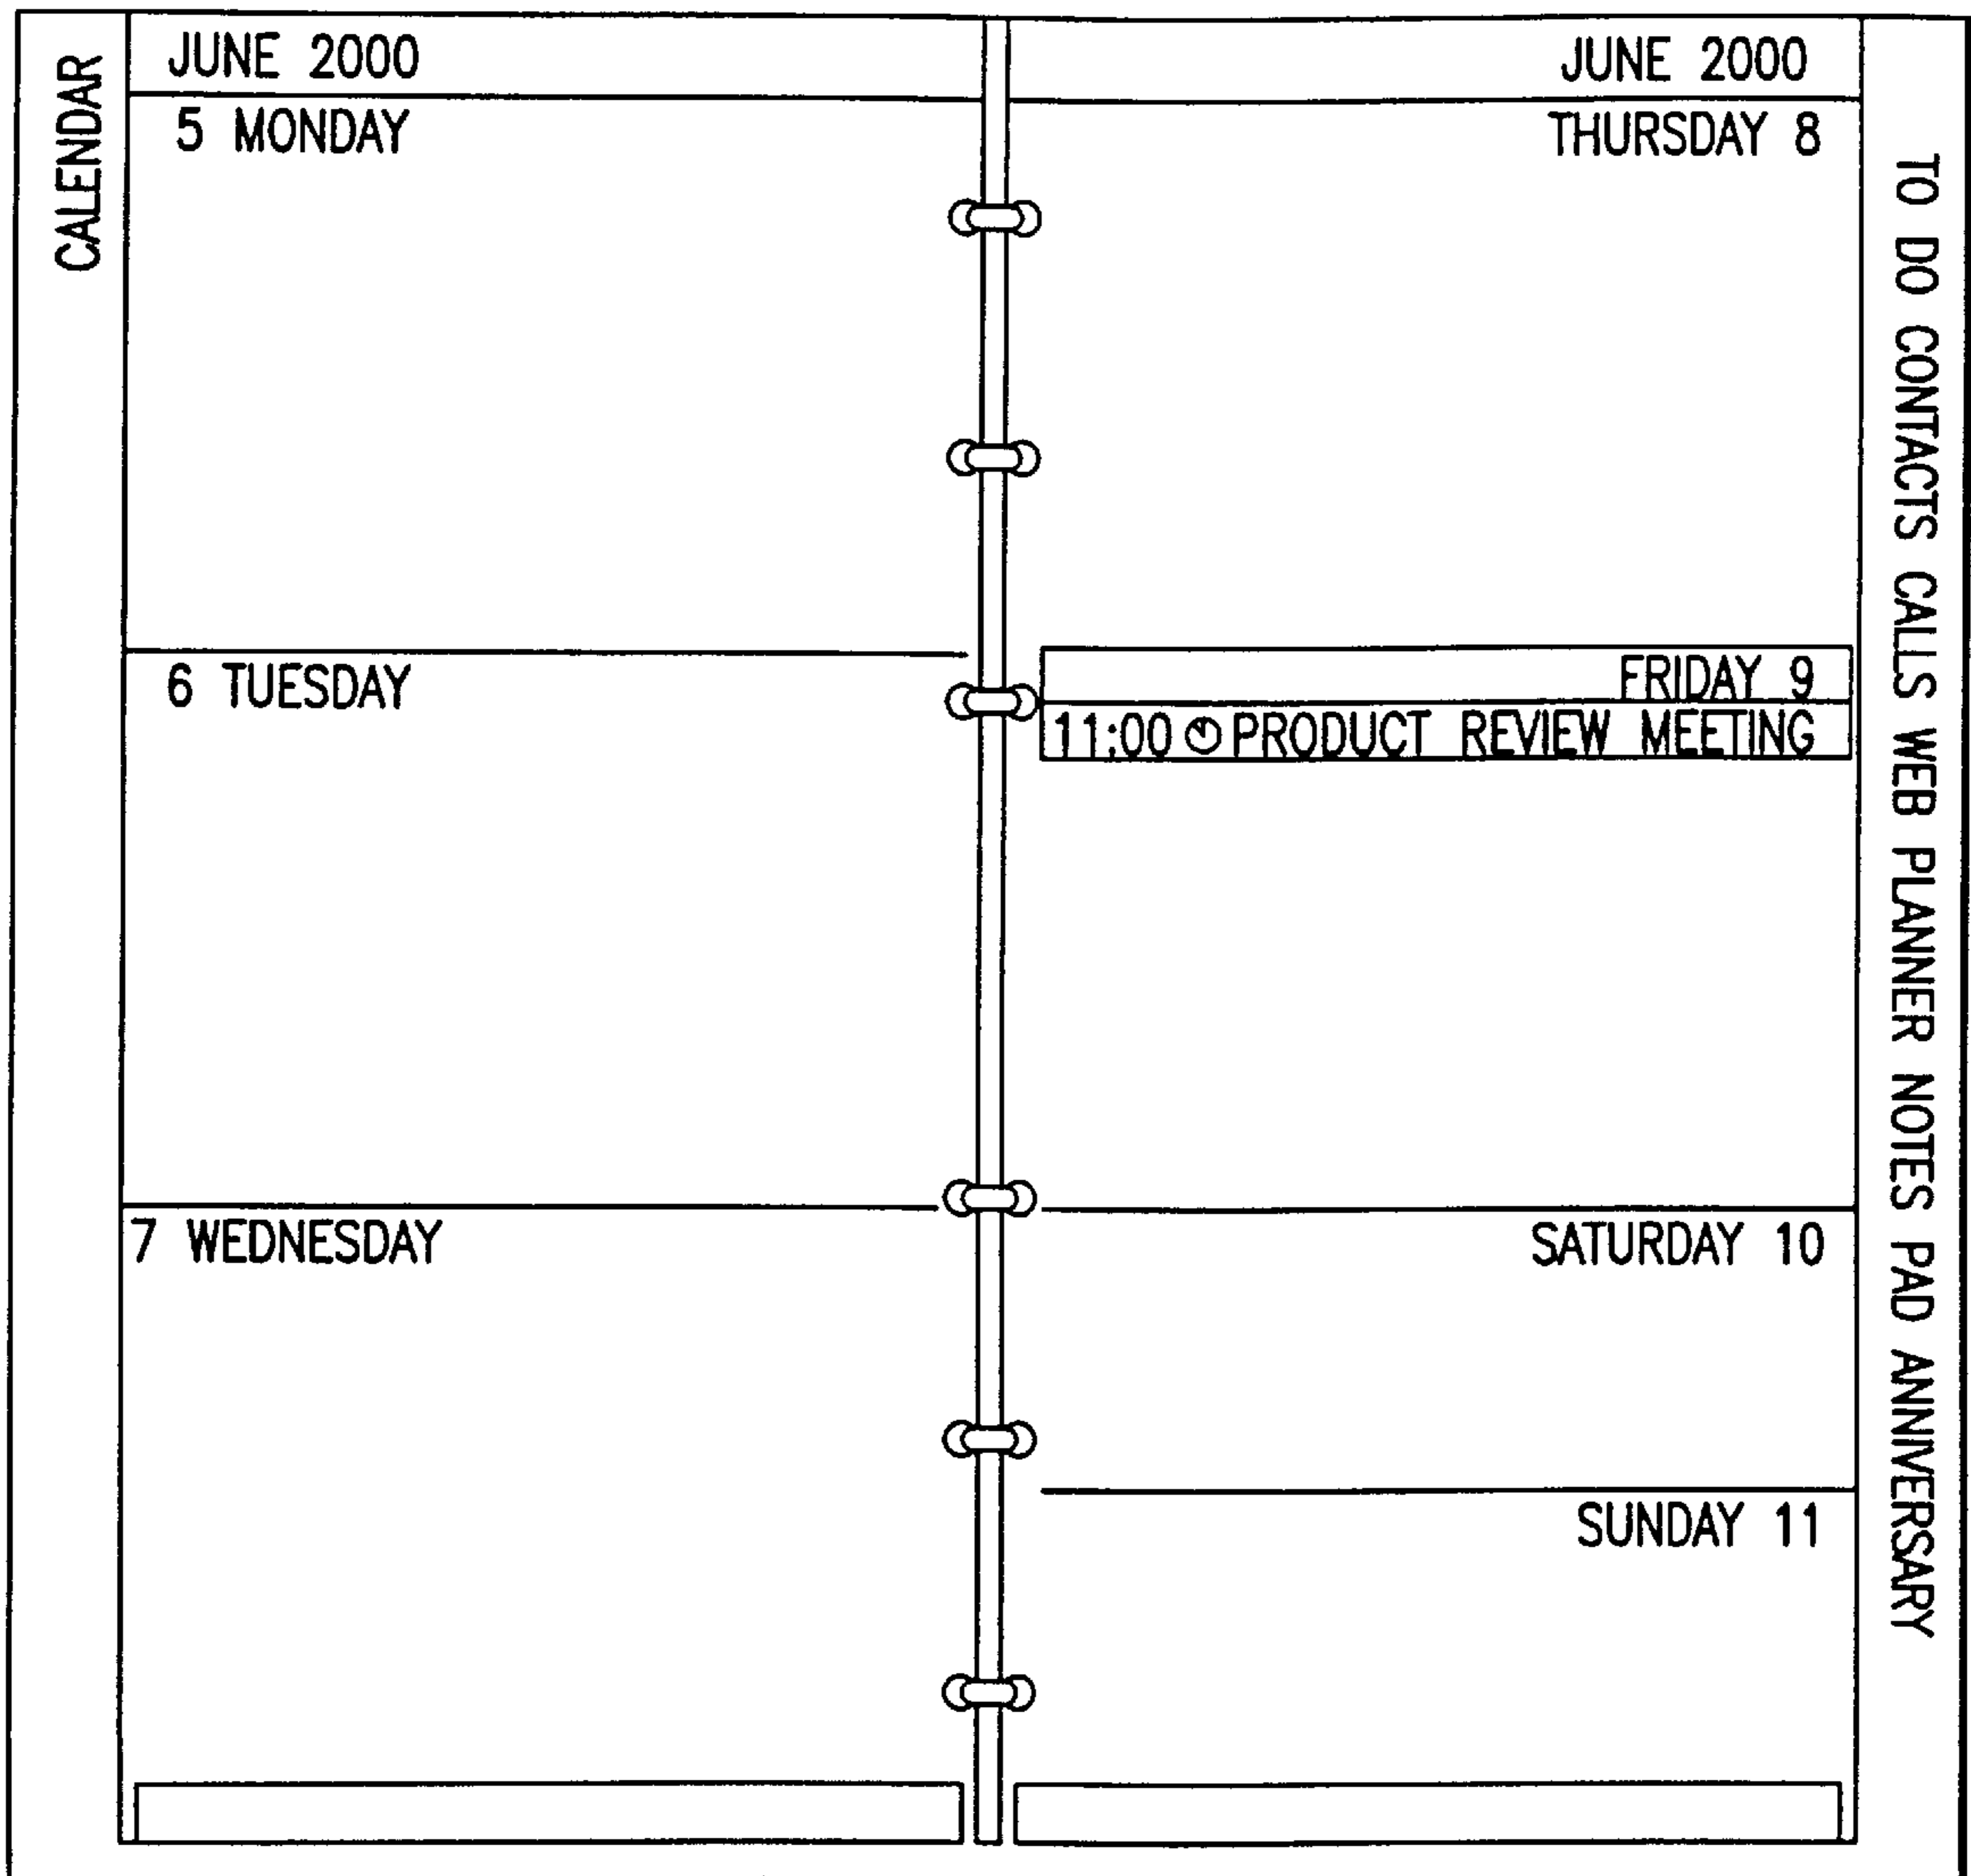 CALENDAR
JUNE 2000
5 MONDAY
6 TUESDAY
7 WEDNESDAY
JUNE 2000
THURSDAY 8
FRIDAY 9
11:00 PRODUCT REVIEW MEETING
SATURDAY 10
SUNDAY 11
TO DO CONTACTS CALLS WEB PLANNER NOTES PAD ANNIVERSARY